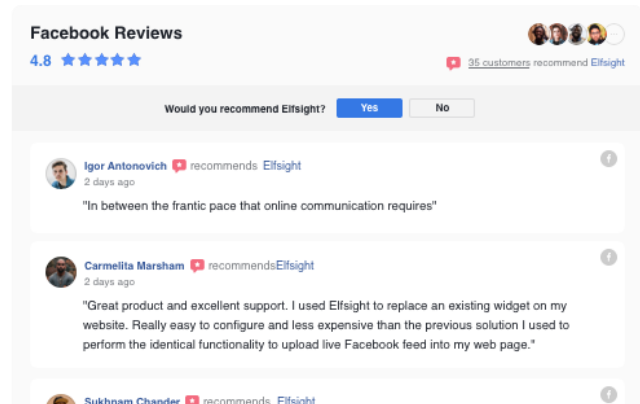 Facebook Reviews
4.8
35 customers recommend Elfsight
Would you recommend Elfsight? Yes No
Igor Antonovich recommends Elfsight
2 days ago
"In between the frantic pace that online communication requires"
Carmelita Marsham recommendsElfsight
2 days ago
"Great product and excellent support. I used Elfsight to replace an existing widget on my
website. Really easy to configure and less expensive than the previous solution I used to
perform the identical functionality to upload live Facebook feed into my web page."
Sukhnam Chander recommends Elfsight